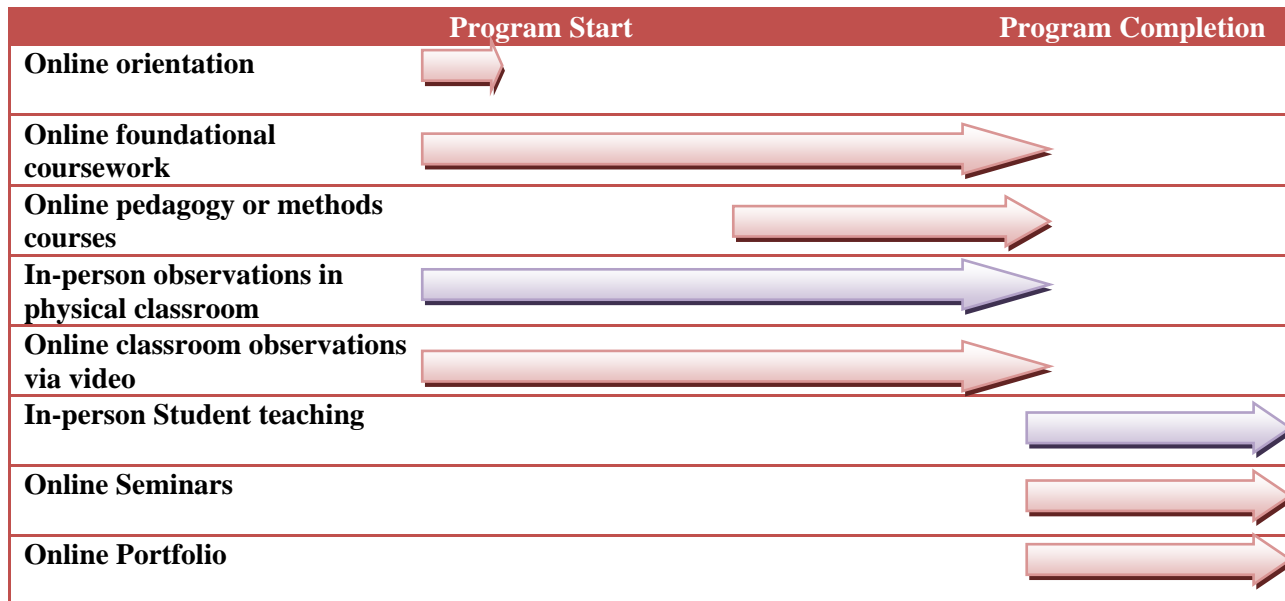 Program Start Program Completion
Online orientation
Online foundational
coursework
Online pedagogy or methods
courses
In-person observations in
physical classroom
Online classroom observations
via video
In-person Student teaching
Online Seminars
Online Portfolio